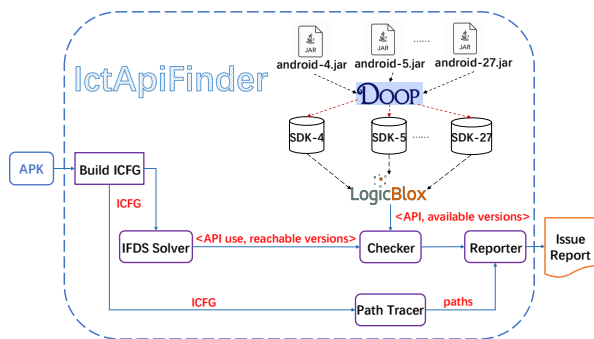 JAR
JAR
JAR
android-4.jar
android-5.jar
......
android-27.jar
IctApiFinder
DOOP
SDK-4
SDK-5
......
SDK-27
APK
Build ICFG
LogicBlox
ICFG
<API, available versions>
IFDS Solver
<API use, reachable versions>
Checker
Reporter
Issue
Report
ICFG
Path Tracer
paths